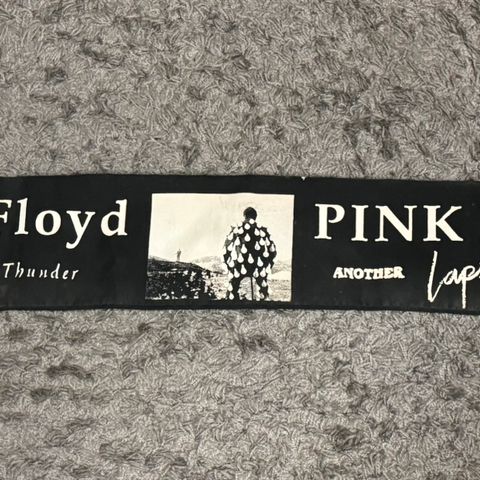 Floyd
Thunder
PINK
ANOTHER Lap